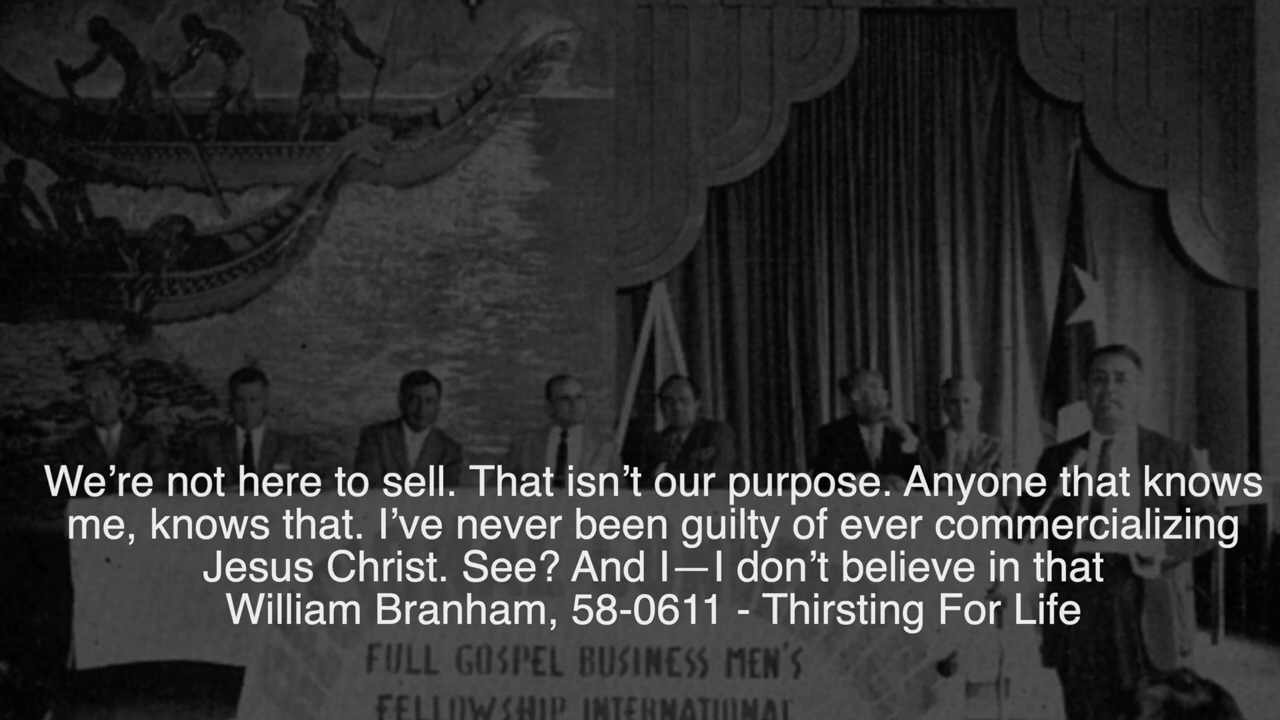 We’re not here to sell. That isn’t our purpose. Anyone that knows
me, knows that. I’ve never been guilty of ever commercializing
Jesus Christ. See? And I—I don’t believe in that
William Branham, 58-0611 - Thirsting For Life
FULL GOSPEL BUSINESS MEN'S
FELLOWSHIP INTERNATIONAL